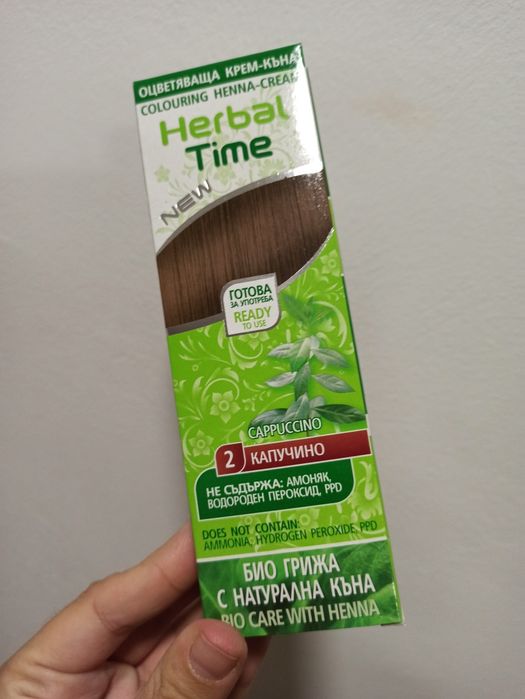 ОЦВЕТЯВАЩА КРЕМ-КЪНА
COLOURING HENNA-CREAM
Herbal
Time
NEW
ГОТОВА
ЗА УПОТРЕБА
READY
TO USE
CAPPUCCINO
2 КАПУЧИНО
НЕ СЪДЪРЖА: АМОНЯК,
ВОДОРОДЕН ПЕРОКСИД, PPD
DOES NOT CONTAIN:
AMMONIA, HYDROGEN PEROXIDE, PPD
БИО ГРИЖА
С НАТУРАЛНА КЪНА
BIO CARE WITH HENNA